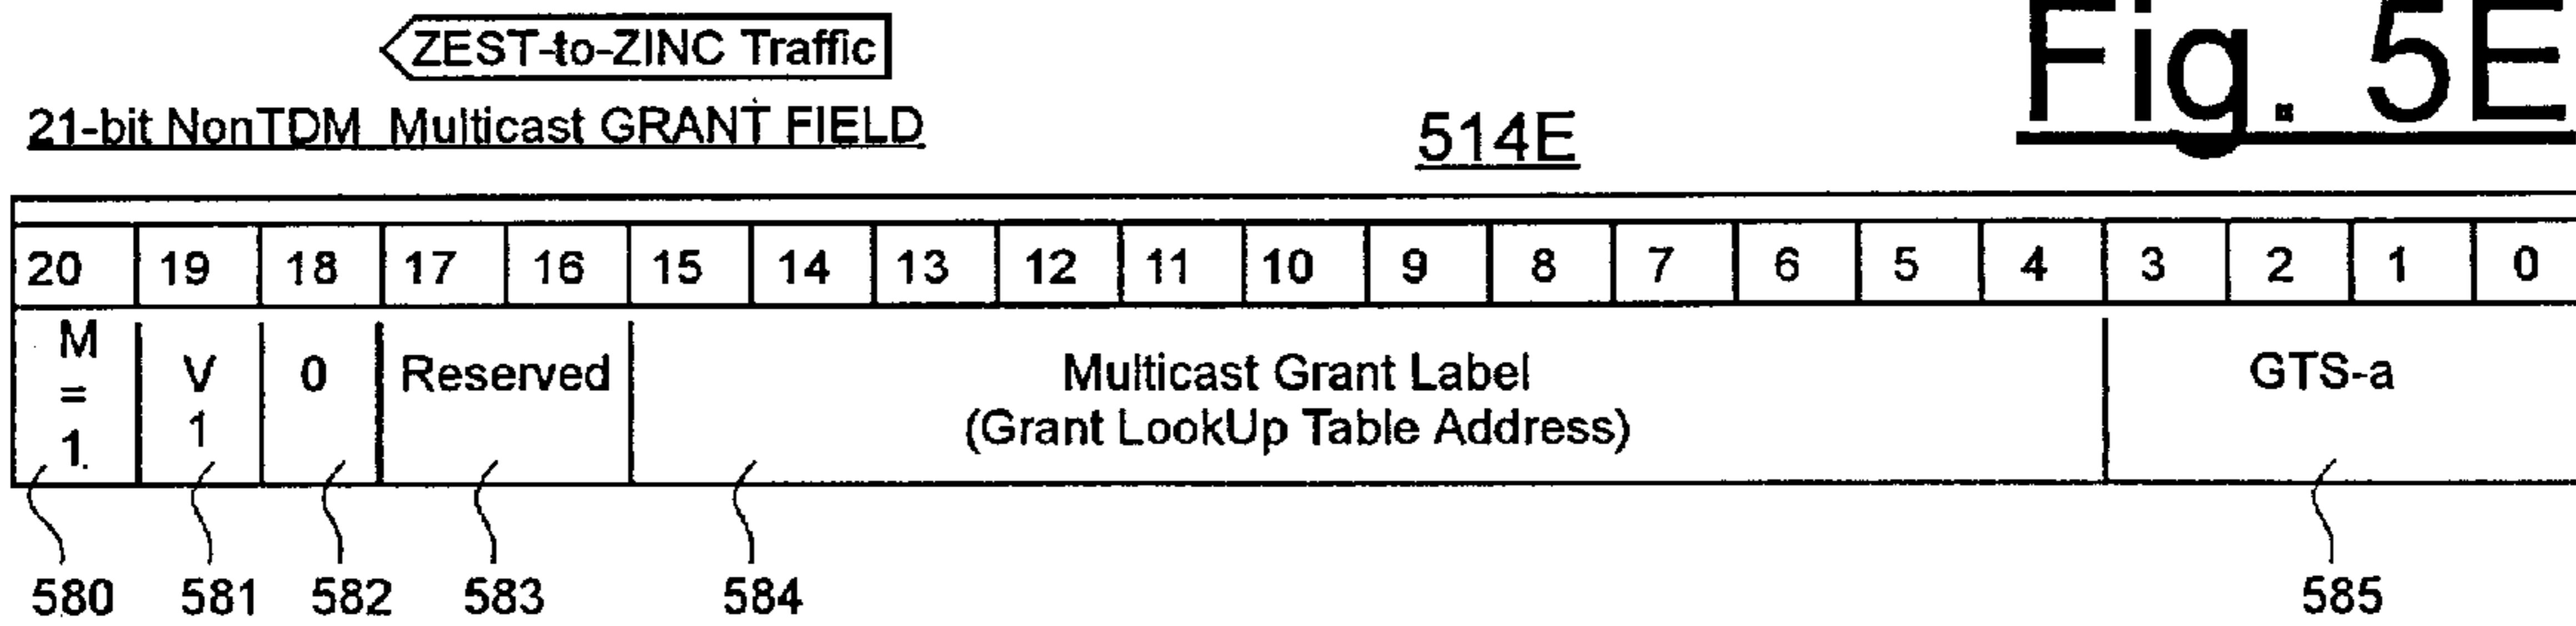 ZEST-to-ZINC Traffic
Fig. 5E
21-bit NonTDM Multicast GRANT FIELD
514E
20 19 18 17 16 15 14 13 12 11 10 9 8 7 6 5 4 3 2 1 0
M
=
1.
V
1
0
Reserved
Multicast Grant Label
(Grant LookUp Table Address)
GTS-a
580 581 582 583 584 585